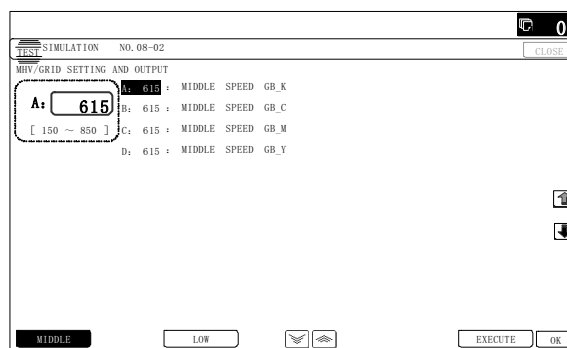 0
TEST SIMULATION NO.08-02
CLOSE
MHV/GRID SETTING AND OUTPUT
A: 615
[ 150 ~ 850 ]
A: 615 : MIDDLE SPEED GB_K
B: 615 : MIDDLE SPEED GB_C
C: 615 : MIDDLE SPEED GB_M
D: 615 : MIDDLE SPEED GB_Y
MIDDLE LOW EXECUTE OK